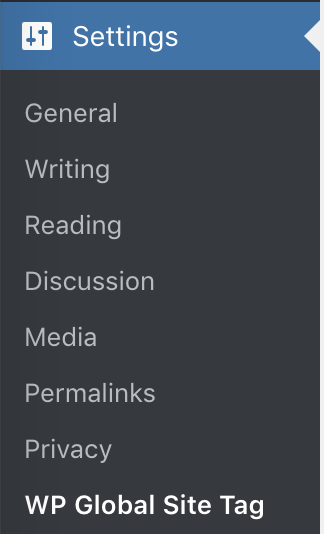 Settings
General
Writing
Reading
Discussion
Media
Permalinks
Privacy
WP Global Site Tag